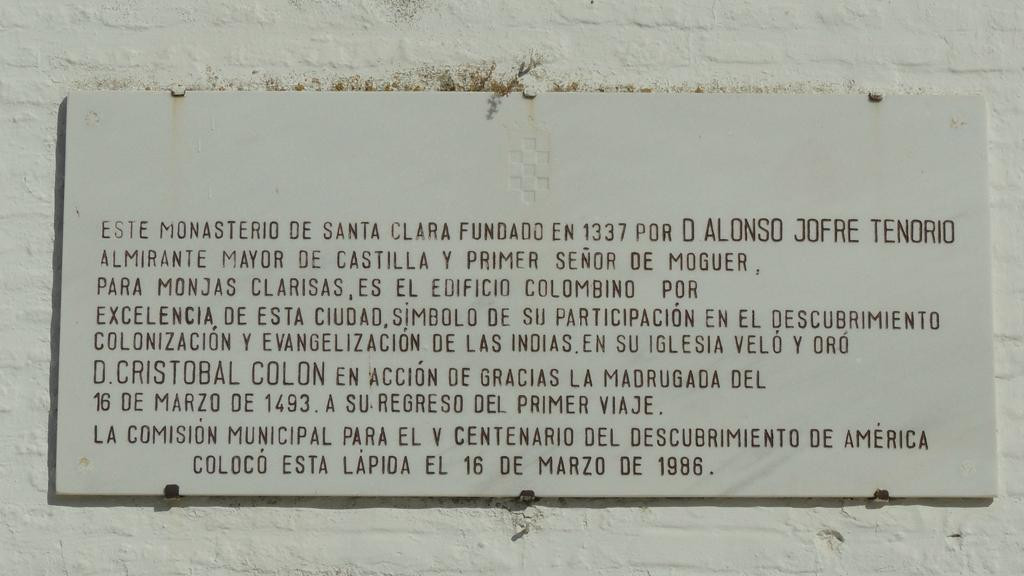 ESTE MONASTERIO DE SANTA CLARA FUNDADO EN 1337 POR D ALONSO JOFRE TENORIO
ALMIRANTE MAYOR DE CASTILLA Y PRIMER SEÑOR DE MOGUER,
PARA MONJAS CLARISAS, ES EL EDIFICIO COLOMBINO POR
EXCELENCIA DE ESTA CIUDAD, SÍMBOLO DE SU PARTICIPACIÓN EN EL DESCUBRIMIENTO
COLONIZACIÓN Y EVANGELIZACIÓN DE LAS INDIAS. EN SU IGLESIA VELÓ Y ORÓ
D. CRISTOBAL COLON EN ACCIÓN DE GRACIAS LA MADRUGADA DEL
16 DE MARZO DE 1493. A SU REGRESO DEL PRIMER VIAJE.
LA COMISIÓN MUNICIPAL PARA EL V CENTENARIO DEL DESCUBRIMIENTO DE AMÉRICA
COLOCÓ ESTA LÁPIDA EL 16 DE MARZO DE 1986.